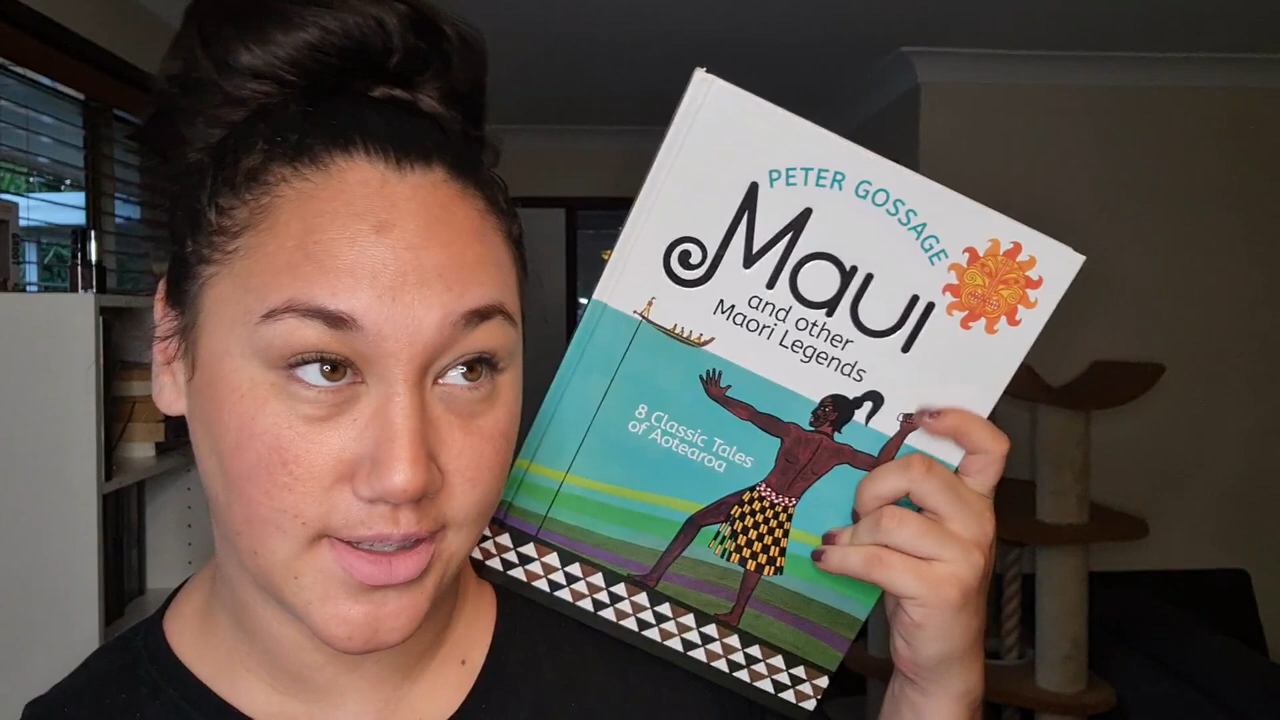 PETER GOSSAGE
Maui
and other
Maori Legends
8 Classic Tales
of Aotearoa